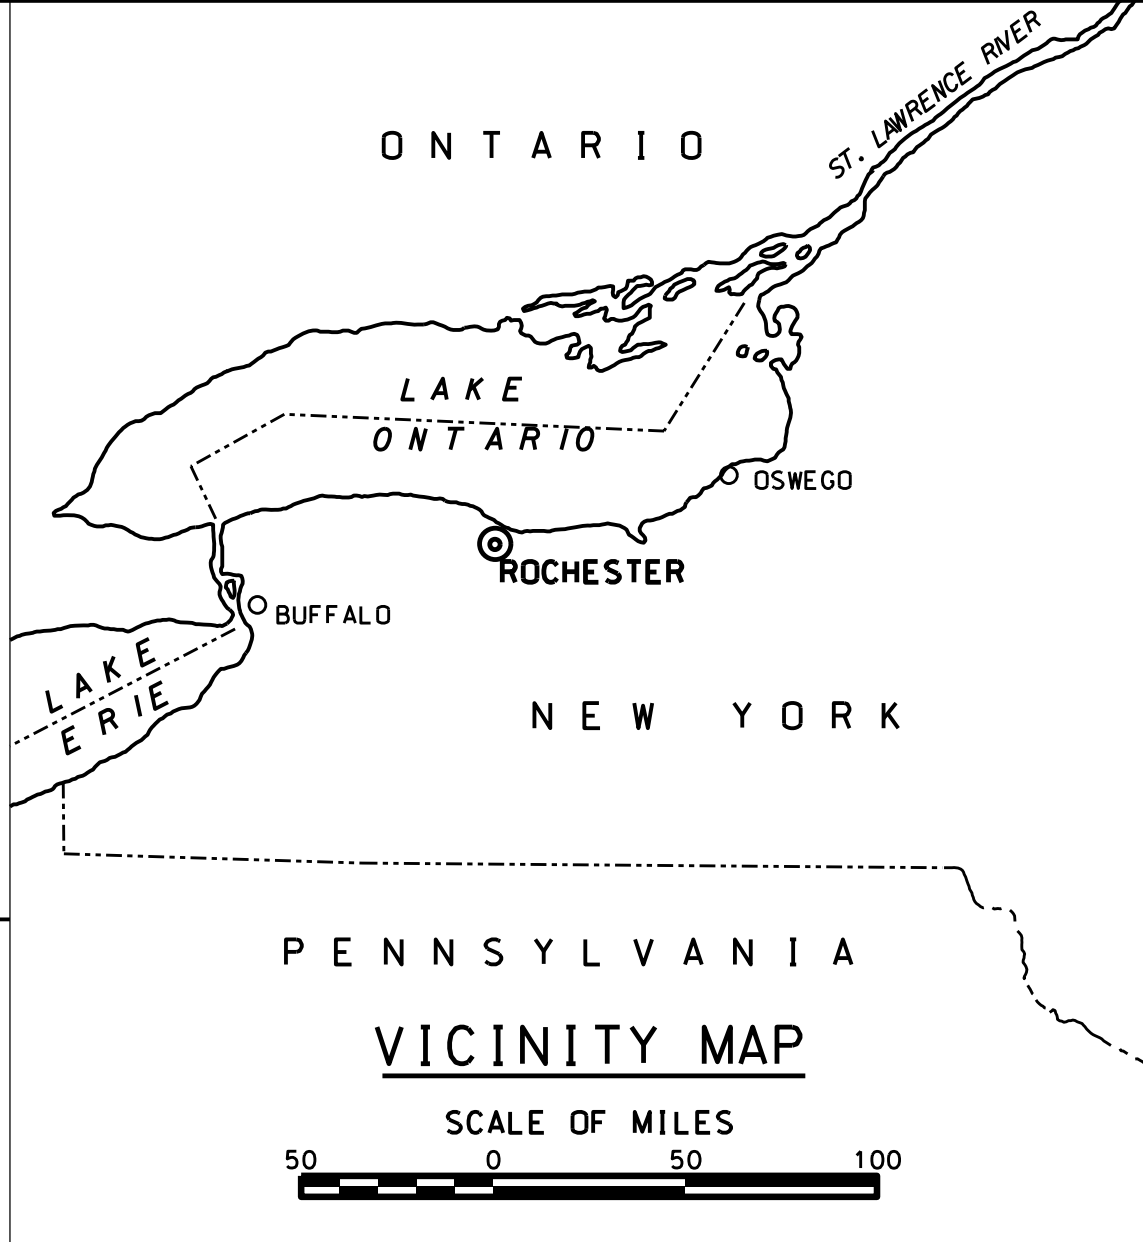 ST. LAWRENCE RIVER
ONTARIO
LAKE
ONTARIO
OSWEGO
ROCHESTER
BUFFALO
LAKE
ERIE
NEW YORK
PENNSYLVANIA
VICINITY MAP
SCALE OF MILES
50 0 50 100